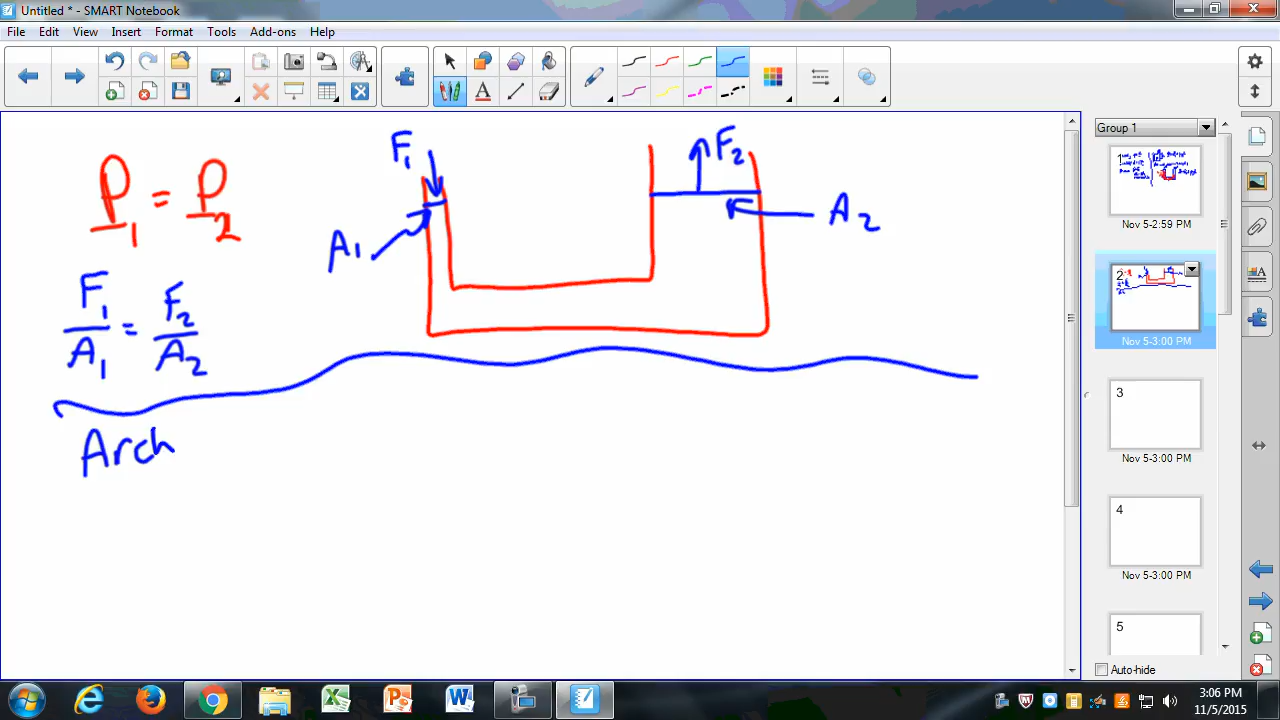 Untitled * - SMART Notebook
File Edit View Insert Format Tools Add-ons Help
Group 1
P1 = P2
F1
F2
A1
A2
F1/A1 = F2/A2
Arch
Nov 5-2:59 PM
2
Nov 5-3:00 PM
3
Nov 5-3:00 PM
4
Nov 5-3:00 PM
5
Auto-hide
3:06 PM
11/5/2015